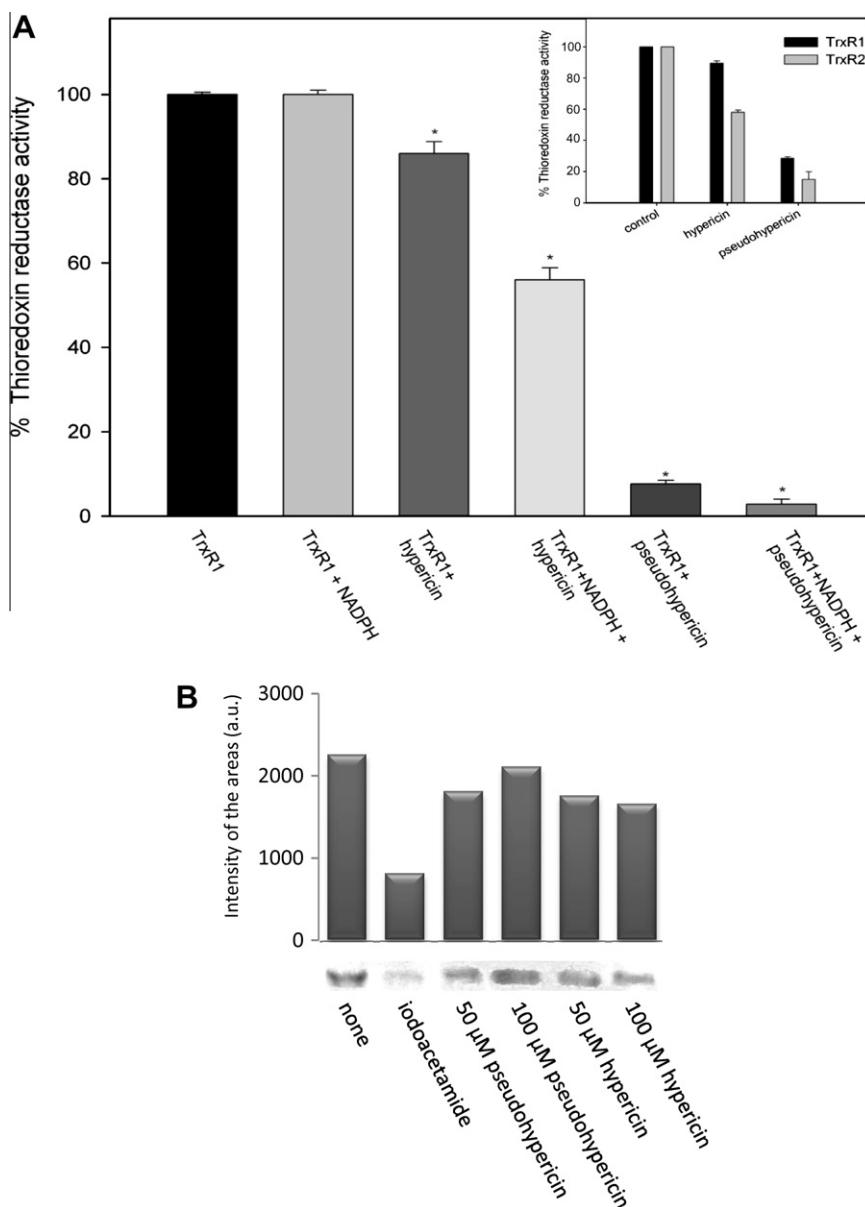 A
% Thioredoxin reductase activity
100
80
60
40
20
0
*
*
*
*
TrxR1
TrxR1 + NADPH
TrxR1+
hypericin
TrxR1+NADPH +
hypericin
TrxR1+
pseudohypericin
TrxR1+NADPH +
pseudohypericin
% Thioredoxin reductase activity
100
80
60
40
20
0
control
hypericin
pseudohypericin
TrxR1
TrxR2
B
Intensity of the areas (a.u.)
3000
2000
1000
0
none
iodoacetamide
50 µM pseudohypericin
100 µM pseudohypericin
50 µM hypericin
100 µM hypericin